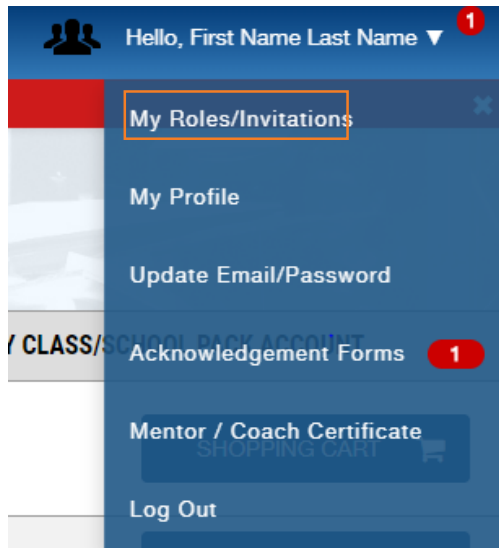 Hello, First Name Last Name ▼ 1
My Roles/Invitations
My Profile
Update Email/Password
Y CLASS/SCHOOL PACK ACCOUNT
Acknowledgement Forms 1
Mentor / Coach Certificate
SHOPPING CART
Log Out